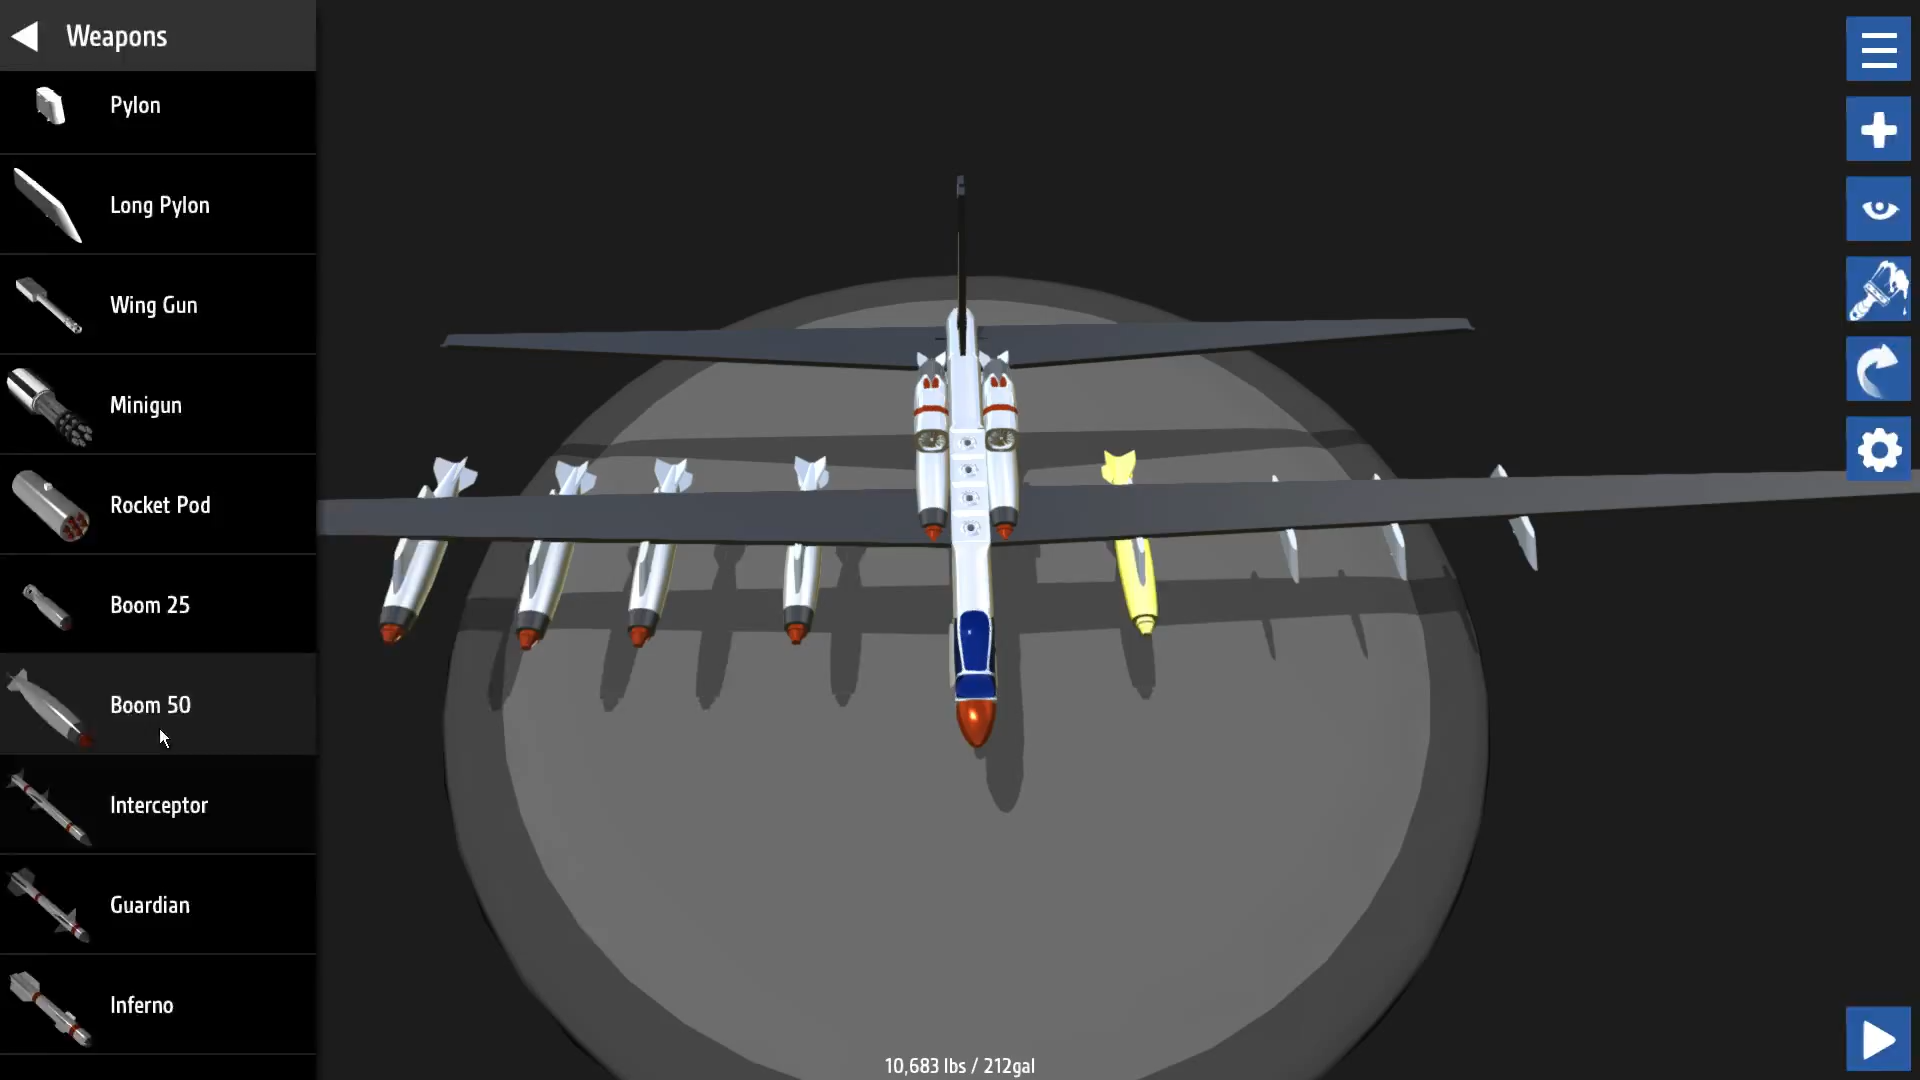 Weapons
Pylon
Long Pylon
Wing Gun
Minigun
Rocket Pod
Boom 25
Boom 50
Interceptor
Guardian
Inferno
10,683 lbs / 212gal